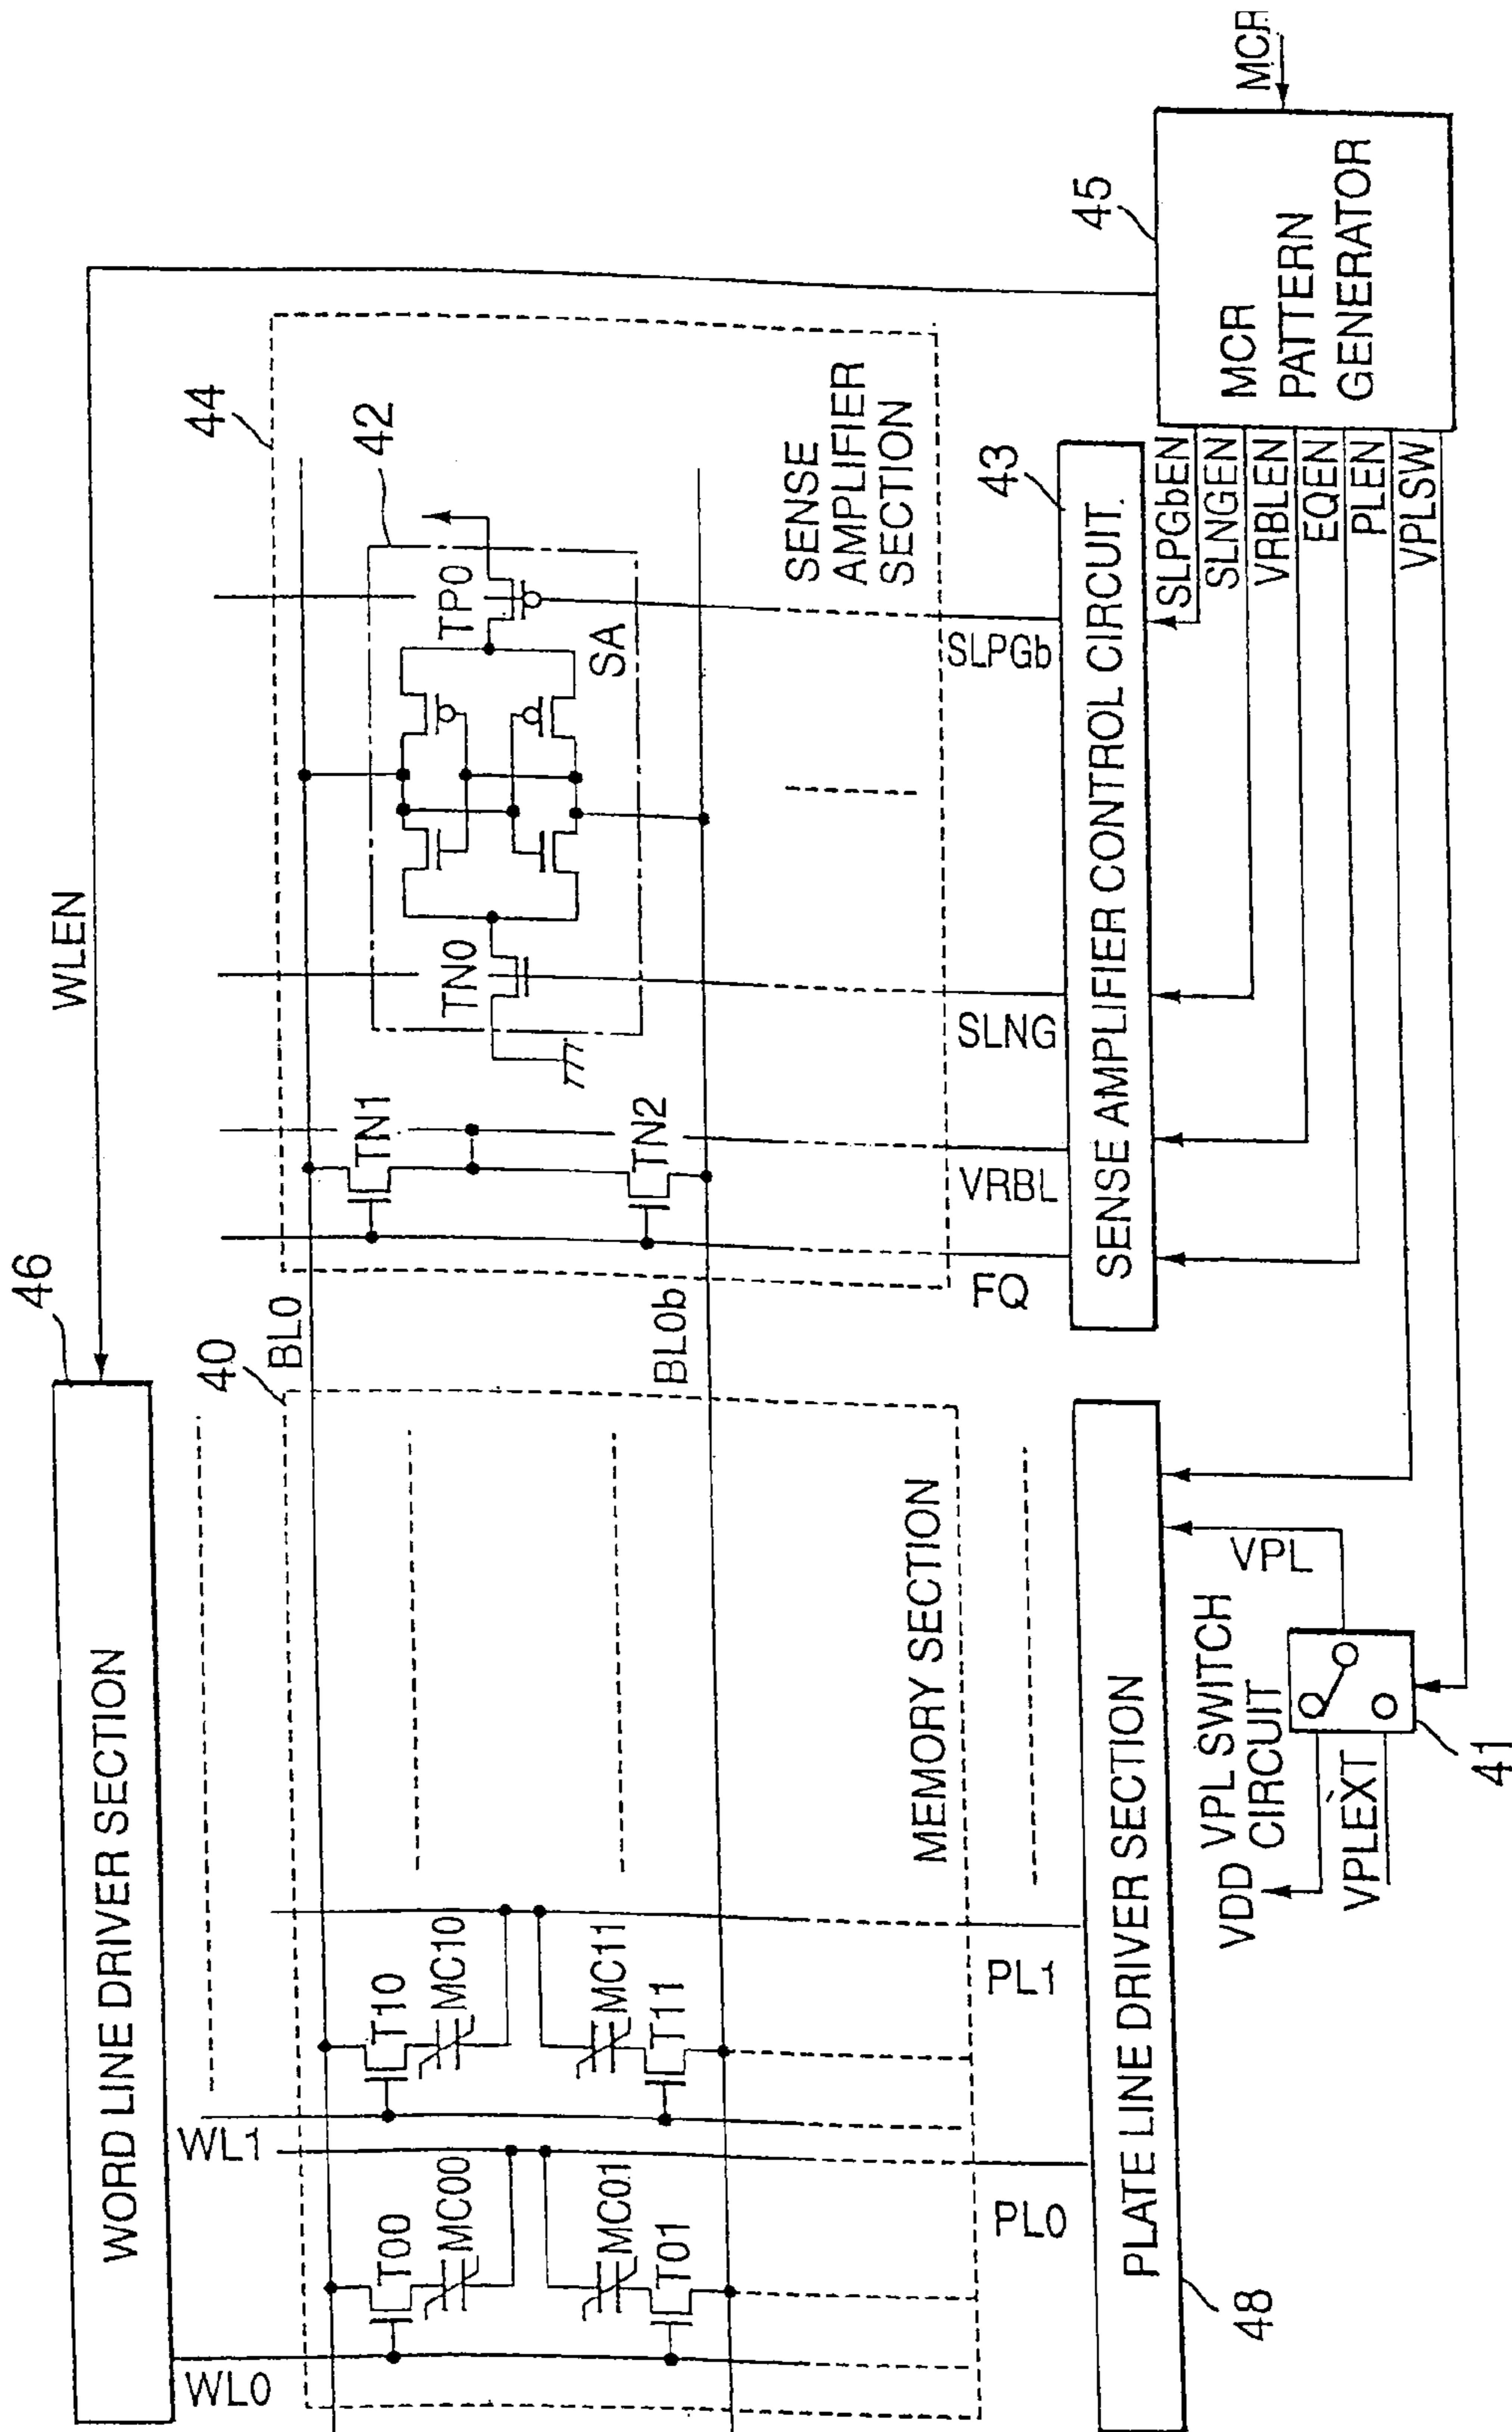 WORD LINE DRIVER SECTION
46
WLEN
WL0
WL1
40
BL0
44
T00
MC00
T10
MC10
TN1
TN0
TP0
42
MC01
T01
MC11
T11
TN2
SA
BL0b
MEMORY SECTION
SENSE
AMPLIFIER
SECTION
PL0
PL1
FQ
VRBL
SLNG
SLPGb
PLATE LINE DRIVER SECTION
48
SENSE AMPLIFIER CONTROL CIRCUIT.
43
VDD VPL SWITCH
CIRCUIT
VPL
VPLEXT
41
SLPGbEN
SLNGEN
VRBLEN
EQEN
PLEN
VPLSW
45
MCR
PATTERN
GENERATOR
MCR